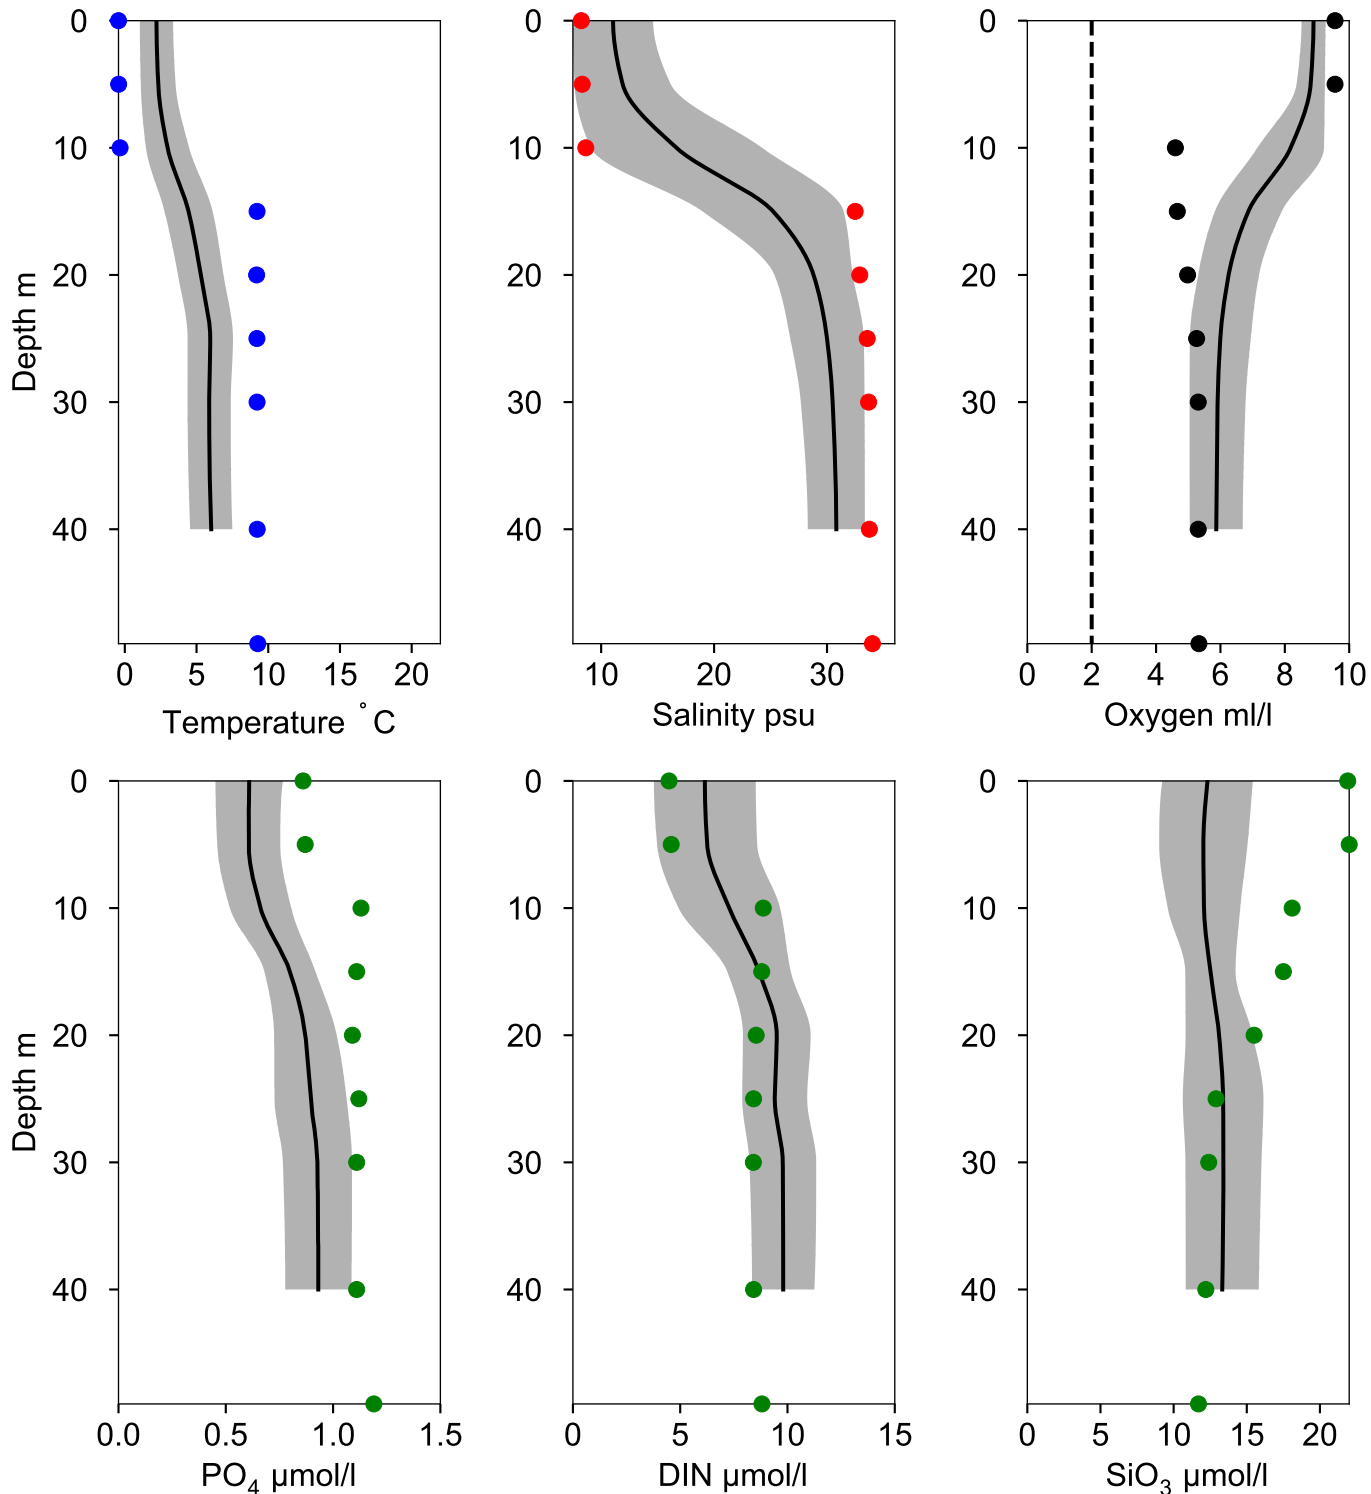 0
10
20
30
40
Depth m
0 5 10 15 20
Temperature °C
0
10
20
30
40
10 20 30
Salinity psu
0
10
20
30
40
0 2 4 6 8 10
Oxygen ml/l
0
10
20
30
40
Depth m
0.0 0.5 1.0 1.5
PO₄ µmol/l
0
10
20
30
40
0 5 10 15
DIN µmol/l
0
10
20
30
40
0 5 10 15 20
SiO₃ µmol/l